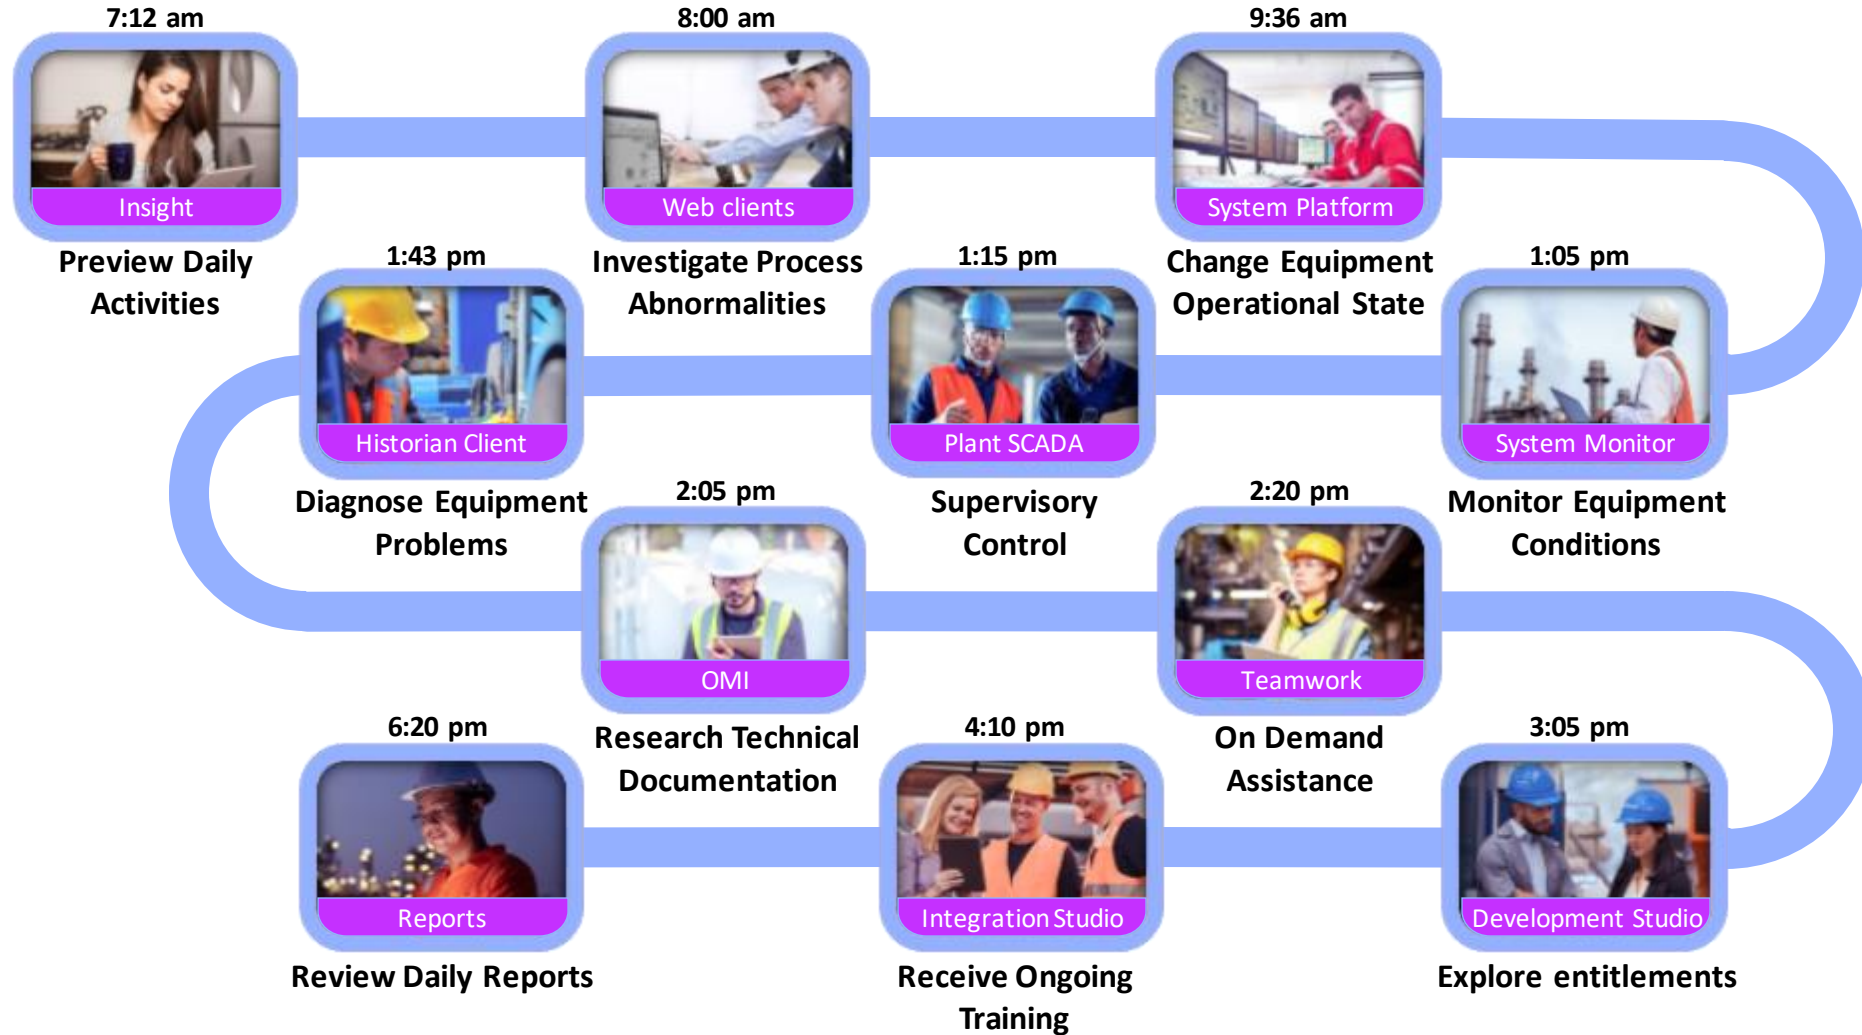 7:12 am
8:00 am
9:36 am
Insight
Web clients
System Platform
Preview Daily
Activities
Investigate Process
Abnormalities
Change Equipment
Operational State
1:43 pm
1:15 pm
1:05 pm
Historian Client
Plant SCADA
System Monitor
Diagnose Equipment
Problems
Supervisory
Control
Monitor Equipment
Conditions
2:05 pm
2:20 pm
OMI
Teamwork
Research Technical
Documentation
On Demand
Assistance
6:20 pm
4:10 pm
3:05 pm
Reports
Integration Studio
Development Studio
Review Daily Reports
Receive Ongoing
Training
Explore entitlements